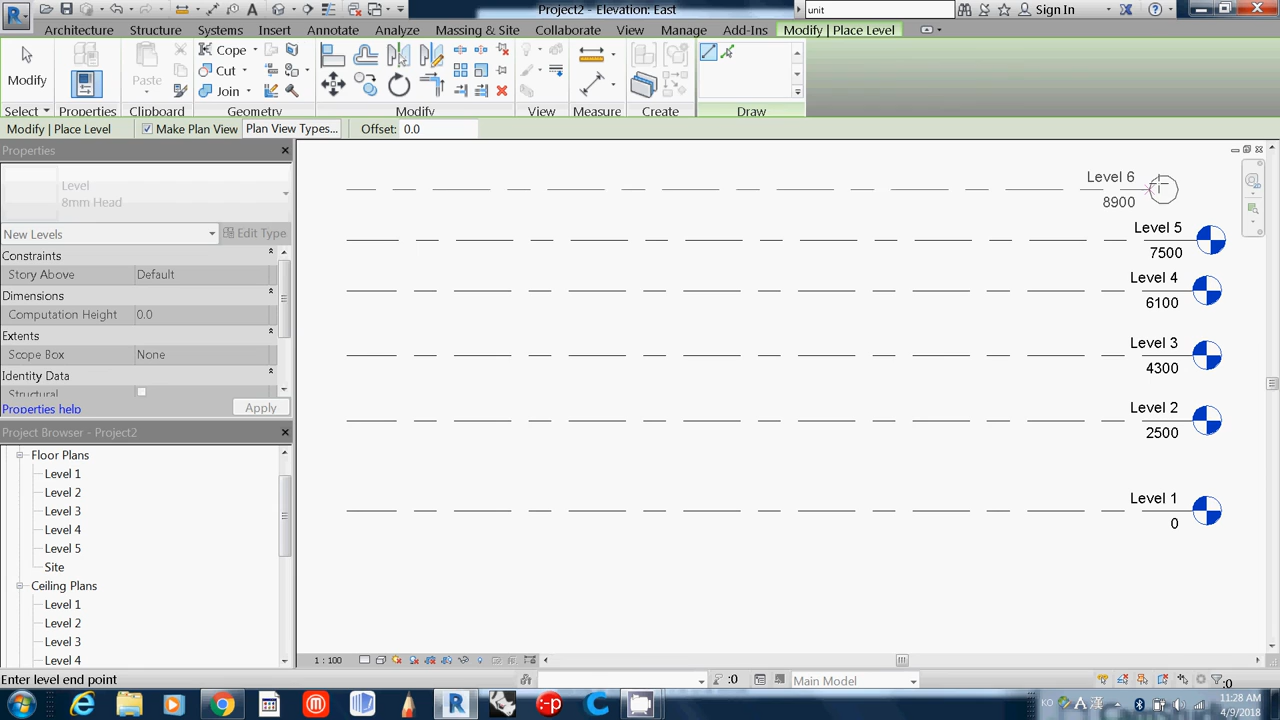 Project2 - Elevation: East
unit
Sign In
Architecture Structure Systems Insert Annotate Analyze Massing & Site Collaborate View Manage Add-Ins Modify | Place Level
Modify
Paste
Cope
Cut
Join
Select Properties Clipboard Geometry Modify View Measure Create Draw
Modify | Place Level Make Plan View Plan View Types... Offset: 0.0
Properties
Level
8mm Head
New Levels Edit Type
Constraints
Story Above Default
Dimensions
Computation Height 0.0
Extents
Scope Box None
Identity Data
Structural
Properties help Apply
Project Browser - Project2
Floor Plans
Level 1
Level 2
Level 3
Level 4
Level 5
Site
Ceiling Plans
Level 1
Level 2
Level 3
Level 4
Level 6
8900
Level 5
7500
Level 4
6100
Level 3
4300
Level 2
2500
Level 1
0
1 : 100
Enter level end point
:0
Main Model
:0
KO A 漢
11:28 AM
4/9/2018